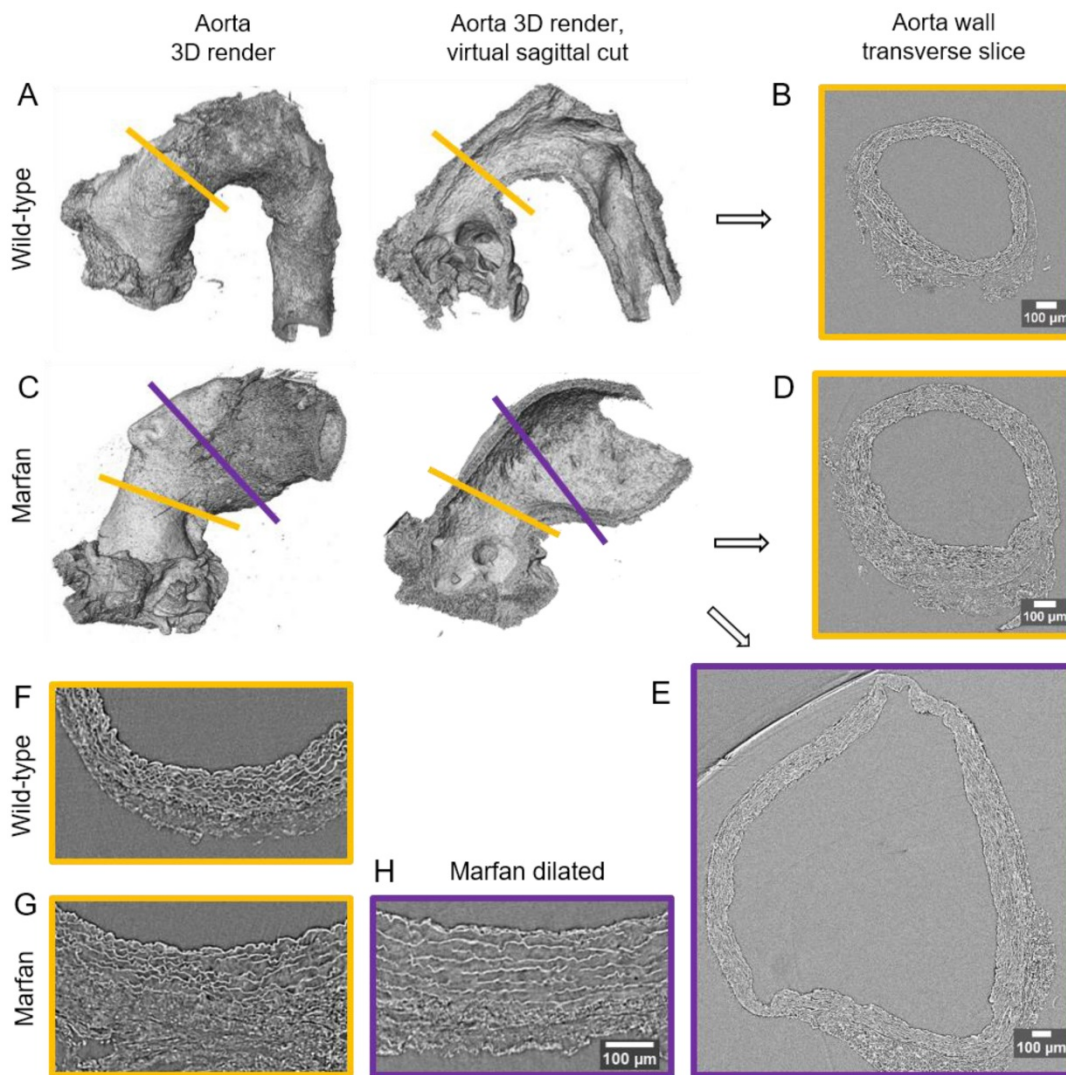 Aorta
3D render
Aorta 3D render,
virtual sagittal cut
Aorta wall
transverse slice
A
B
Wild-type
100 µm
C
D
Marfan
100 µm
F
E
Wild-type
H
Marfan dilated
G
Marfan
100 µm
100 µm